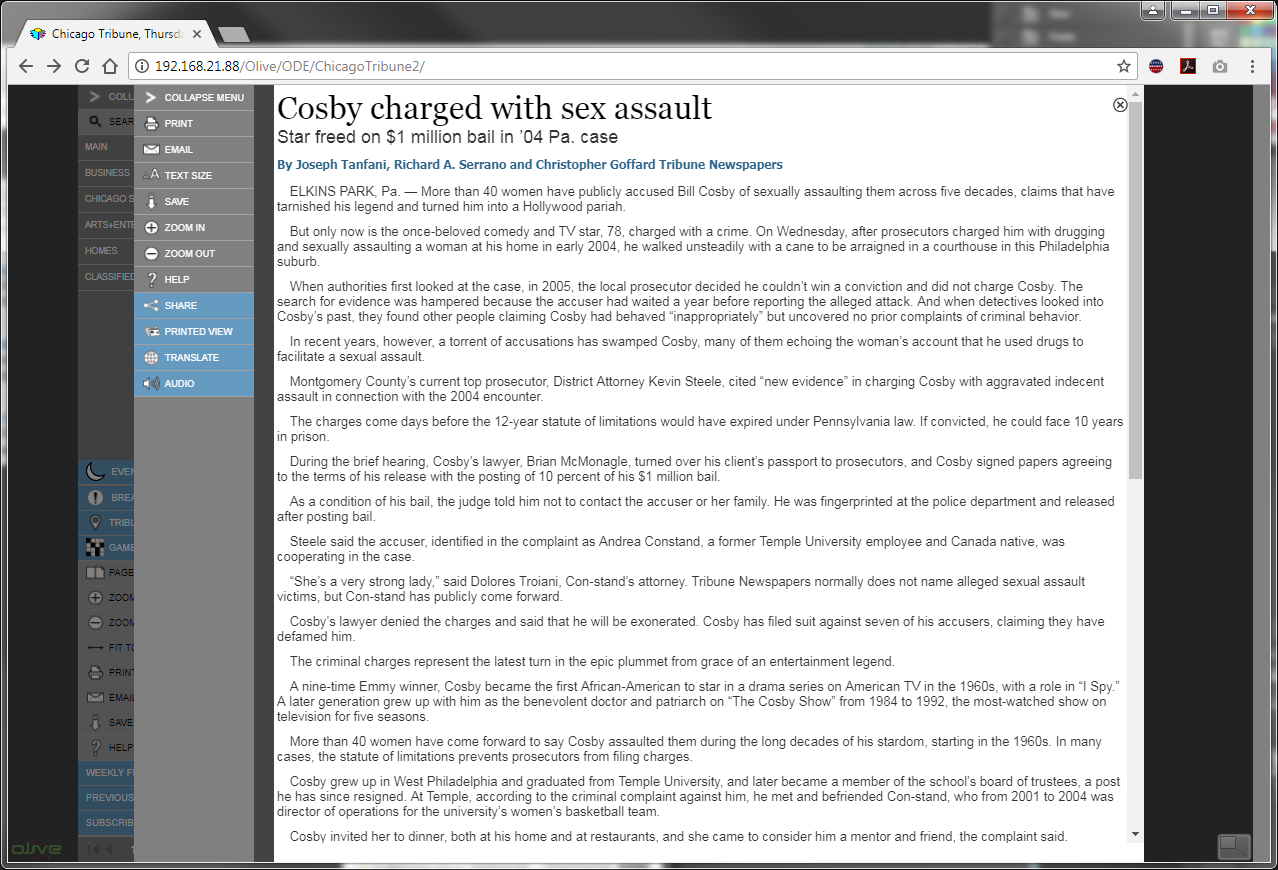 Chicago Tribune, Thursda
192.168.21.88/Olive/ODE/ChicagoTribune2/
COLL
SEAR
MAIN
BUSINESS
CHICAGO S
ARTS+ENTE
HOMES
CLASSIFIED
EVEN
BREA
TRIBU
GAME
PAGE
ZOOM
ZOOM
FIT TO
PRINT
EMAIL
SAVE
HELP
WEEKLY F
PREVIOUS
SUBSCRIB
olive
COLLAPSE MENU
PRINT
EMAIL
TEXT SIZE
SAVE
ZOOM IN
ZOOM OUT
HELP
SHARE
PRINTED VIEW
TRANSLATE
AUDIO
Cosby charged with sex assault
Star freed on $1 million bail in ’04 Pa. case
By Joseph Tanfani, Richard A. Serrano and Christopher Goffard Tribune Newspapers
ELKINS PARK, Pa. — More than 40 women have publicly accused Bill Cosby of sexually assaulting them across five decades, claims that have
tarnished his legend and turned him into a Hollywood pariah.
But only now is the once-beloved comedy and TV star, 78, charged with a crime. On Wednesday, after prosecutors charged him with drugging
and sexually assaulting a woman at his home in early 2004, he walked unsteadily with a cane to be arraigned in a courthouse in this Philadelphia
suburb.
When authorities first looked at the case, in 2005, the local prosecutor decided he couldn’t win a conviction and did not charge Cosby. The
search for evidence was hampered because the accuser had waited a year before reporting the alleged attack. And when detectives looked into
Cosby’s past, they found other people claiming Cosby had behaved “inappropriately” but uncovered no prior complaints of criminal behavior.
In recent years, however, a torrent of accusations has swamped Cosby, many of them echoing the woman’s account that he used drugs to
facilitate a sexual assault.
Montgomery County’s current top prosecutor, District Attorney Kevin Steele, cited “new evidence” in charging Cosby with aggravated indecent
assault in connection with the 2004 encounter.
The charges come days before the 12-year statute of limitations would have expired under Pennsylvania law. If convicted, he could face 10 years
in prison.
During the brief hearing, Cosby’s lawyer, Brian McMonagle, turned over his client’s passport to prosecutors, and Cosby signed papers agreeing
to the terms of his release with the posting of 10 percent of his $1 million bail.
As a condition of his bail, the judge told him not to contact the accuser or her family. He was fingerprinted at the police department and released
after posting bail.
Steele said the accuser, identified in the complaint as Andrea Constand, a former Temple University employee and Canada native, was
cooperating in the case.
“She’s a very strong lady,” said Dolores Troiani, Con-stand’s attorney. Tribune Newspapers normally does not name alleged sexual assault
victims, but Con-stand has publicly come forward.
Cosby’s lawyer denied the charges and said that he will be exonerated. Cosby has filed suit against seven of his accusers, claiming they have
defamed him.
The criminal charges represent the latest turn in the epic plummet from grace of an entertainment legend.
A nine-time Emmy winner, Cosby became the first African-American to star in a drama series on American TV in the 1960s, with a role in “I Spy.”
A later generation grew up with him as the benevolent doctor and patriarch on “The Cosby Show” from 1984 to 1992, the most-watched show on
television for five seasons.
More than 40 women have come forward to say Cosby assaulted them during the long decades of his stardom, starting in the 1960s. In many
cases, the statute of limitations prevents prosecutors from filing charges.
Cosby grew up in West Philadelphia and graduated from Temple University, and later became a member of the school’s board of trustees, a post
he has since resigned. At Temple, according to the criminal complaint against him, he met and befriended Con-stand, who from 2001 to 2004 was
director of operations for the university’s women’s basketball team.
Cosby invited her to dinner, both at his home and at restaurants, and she came to consider him a mentor and friend, the complaint said.